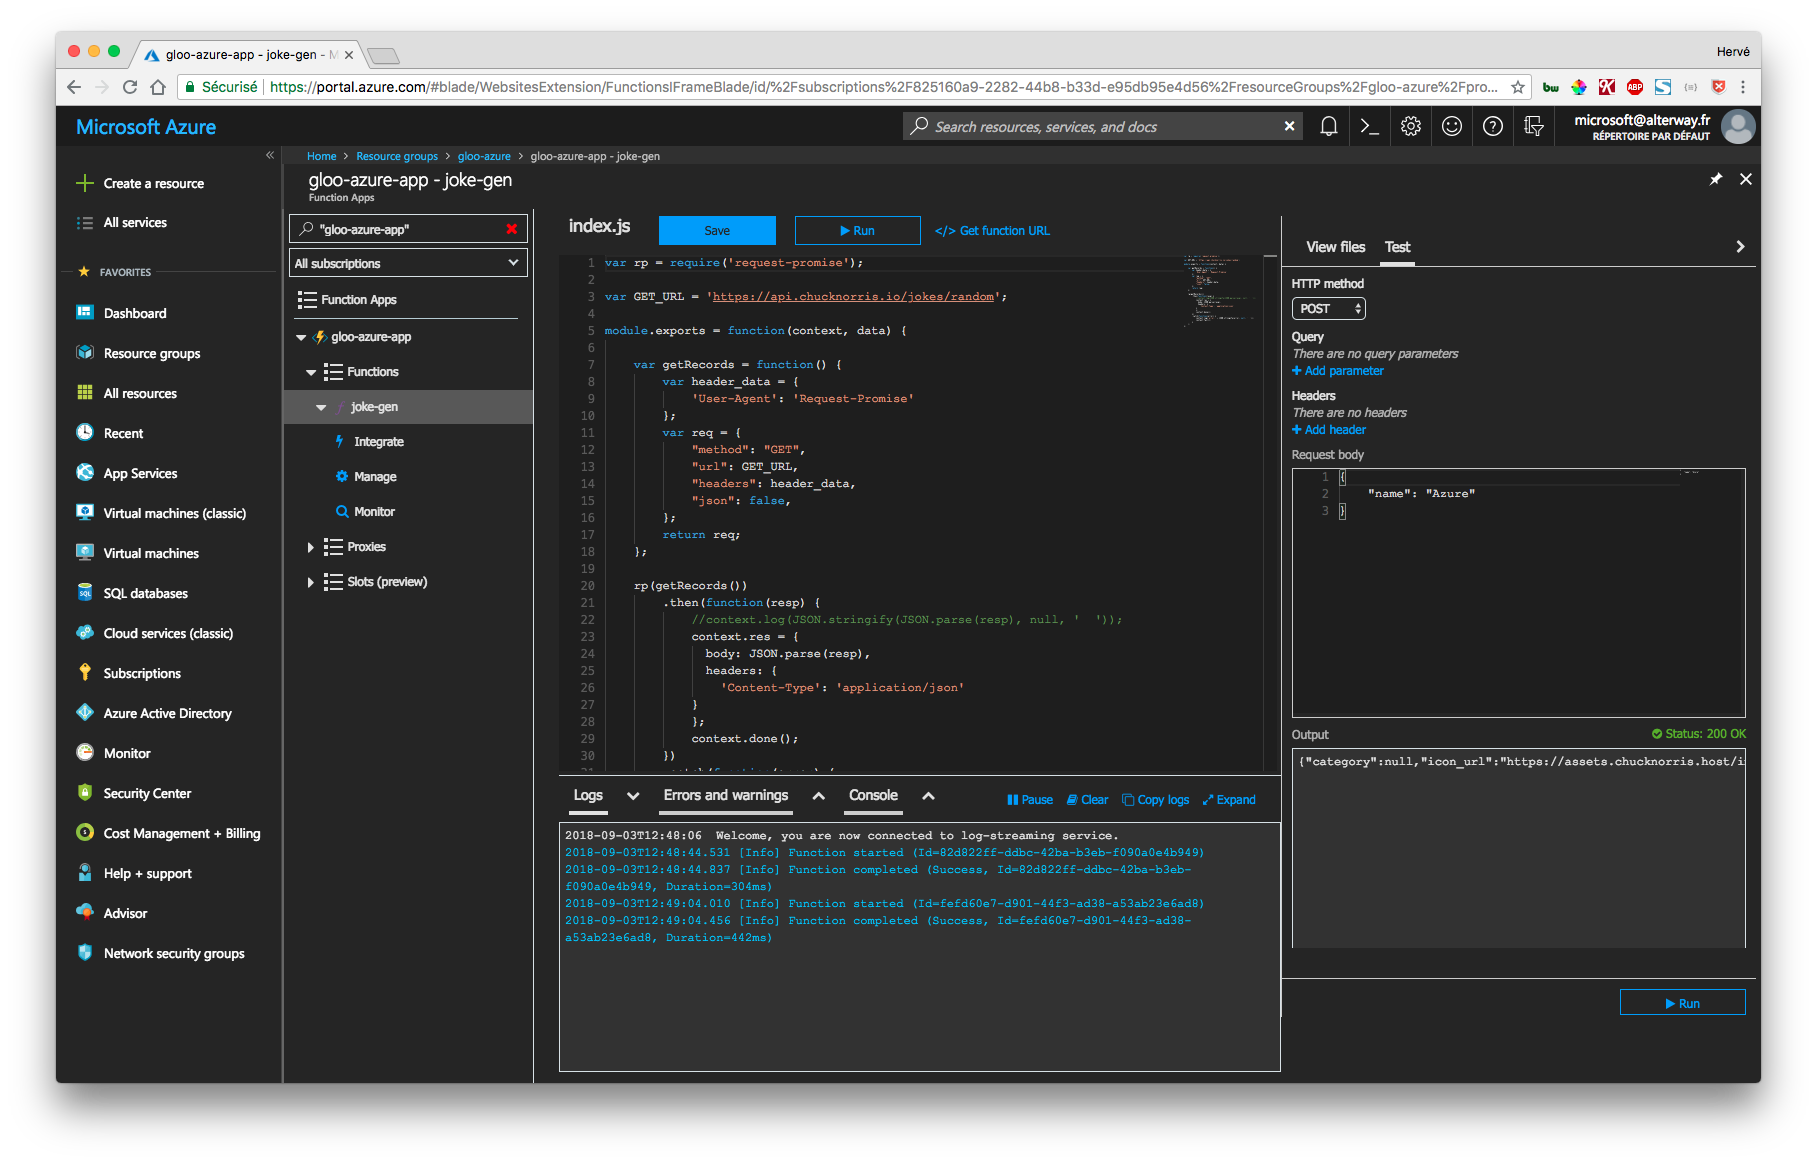 gloo-azure-app - joke-gen - M
Hervé
Sécurisé
https://portal.azure.com/#blade/WebsitesExtension/FunctionsIFrameBlade/id/%2Fsubscriptions%2F825160a9-2282-44b8-b33d-e95db95e4d56%2FresourceGroups%2Fgloo-azure%2Fpro...
bw
ABP
Microsoft Azure
Search resources, services, and docs
microsoft@alterway.fr
RÉPERTOIRE PAR DÉFAUT
Create a resource
All services
FAVORITES
Dashboard
Resource groups
All resources
Recent
App Services
Virtual machines (classic)
Virtual machines
SQL databases
Cloud services (classic)
Subscriptions
Azure Active Directory
Monitor
Security Center
Cost Management + Billing
Help + support
Advisor
Network security groups
Home > Resource groups > gloo-azure > gloo-azure-app - joke-gen
gloo-azure-app - joke-gen
Function Apps
"gloo-azure-app"
All subscriptions
Function Apps
gloo-azure-app
Functions
joke-gen
Integrate
Manage
Monitor
Proxies
Slots (preview)
index.js
Save
Run
</> Get function URL
1 var rp = require('request-promise');
2
3 var GET_URL = 'https://api.chucknorris.io/jokes/random';
4
5 module.exports = function(context, data) {
6
7 var getRecords = function() {
8 var header_data = {
9 'User-Agent': 'Request-Promise'
10 };
11 var req = {
12 "method": "GET",
13 "url": GET_URL,
14 "headers": header_data,
15 "json": false,
16 };
17 return req;
18 };
19
20 rp(getRecords())
21 .then(function(resp) {
22 //context.log(JSON.stringify(JSON.parse(resp), null, '  '));
23 context.res = {
24 body: JSON.parse(resp),
25 headers: {
26 'Content-Type': 'application/json'
27 }
28 };
29 context.done();
30 })
Logs
Errors and warnings
Console
Pause
Clear
Copy logs
Expand
2018-09-03T12:48:06  Welcome, you are now connected to log-streaming service.
2018-09-03T12:48:44.531 [Info] Function started (Id=82d822ff-ddbc-42ba-b3eb-f090a0e4b949)
2018-09-03T12:48:44.837 [Info] Function completed (Success, Id=82d822ff-ddbc-42ba-b3eb-
f090a0e4b949, Duration=304ms)
2018-09-03T12:49:04.010 [Info] Function started (Id=fefd60e7-d901-44f3-ad38-a53ab23e6ad8)
2018-09-03T12:49:04.456 [Info] Function completed (Success, Id=fefd60e7-d901-44f3-ad38-
a53ab23e6ad8, Duration=442ms)
View files
Test
HTTP method
POST
Query
There are no query parameters
+ Add parameter
Headers
There are no headers
+ Add header
Request body
1 {
2 "name": "Azure"
3 }
Output
Status: 200 OK
{"category":null,"icon_url":"https://assets.chucknorris.host/i
Run